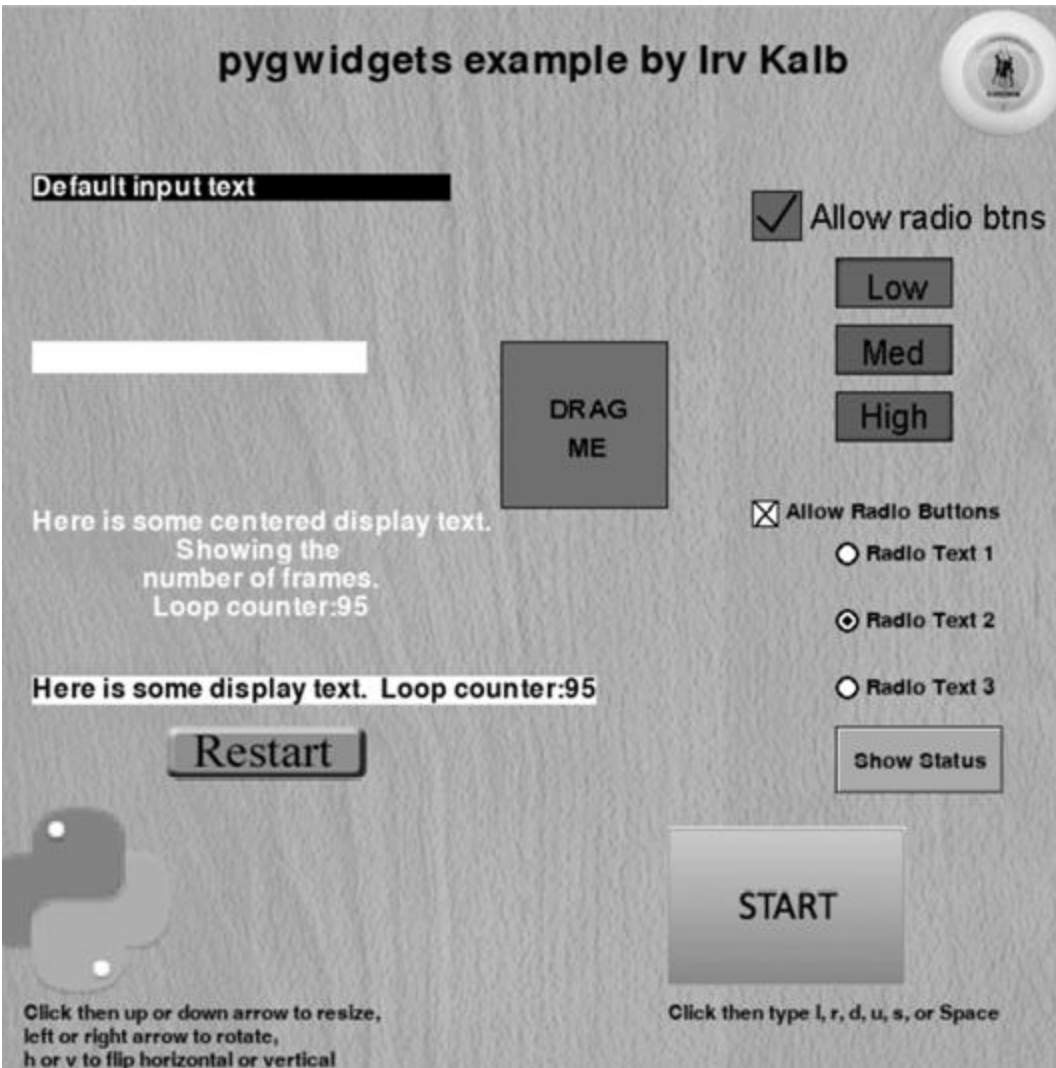 pygwidgets example by Irv Kalb
Default input text
Allow radio btns
Low
Med
High
DRAG
ME
Here is some centered display text.
Showing the
number of frames.
Loop counter:95
Allow Radio Buttons
Radio Text 1
Radio Text 2
Radio Text 3
Here is some display text. Loop counter:95
Restart
Show Status
START
Click then up or down arrow to resize,
left or right arrow to rotate,
h or v to flip horizontal or vertical
Click then type l, r, d, u, s, or Space